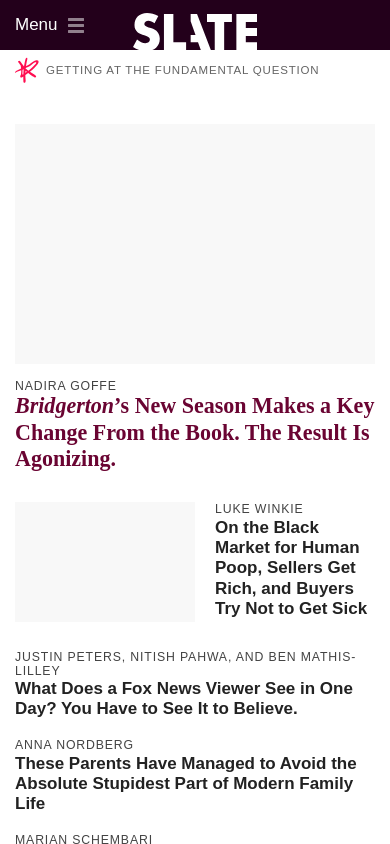 Menu
SLATE
GETTING AT THE FUNDAMENTAL QUESTION
NADIRA GOFFE
Bridgerton’s New Season Makes a Key
Change From the Book. The Result Is
Agonizing.
LUKE WINKIE
On the Black
Market for Human
Poop, Sellers Get
Rich, and Buyers
Try Not to Get Sick
JUSTIN PETERS, NITISH PAHWA, AND BEN MATHIS-
LILLEY
What Does a Fox News Viewer See in One
Day? You Have to See It to Believe.
ANNA NORDBERG
These Parents Have Managed to Avoid the
Absolute Stupidest Part of Modern Family
Life
MARIAN SCHEMBARI